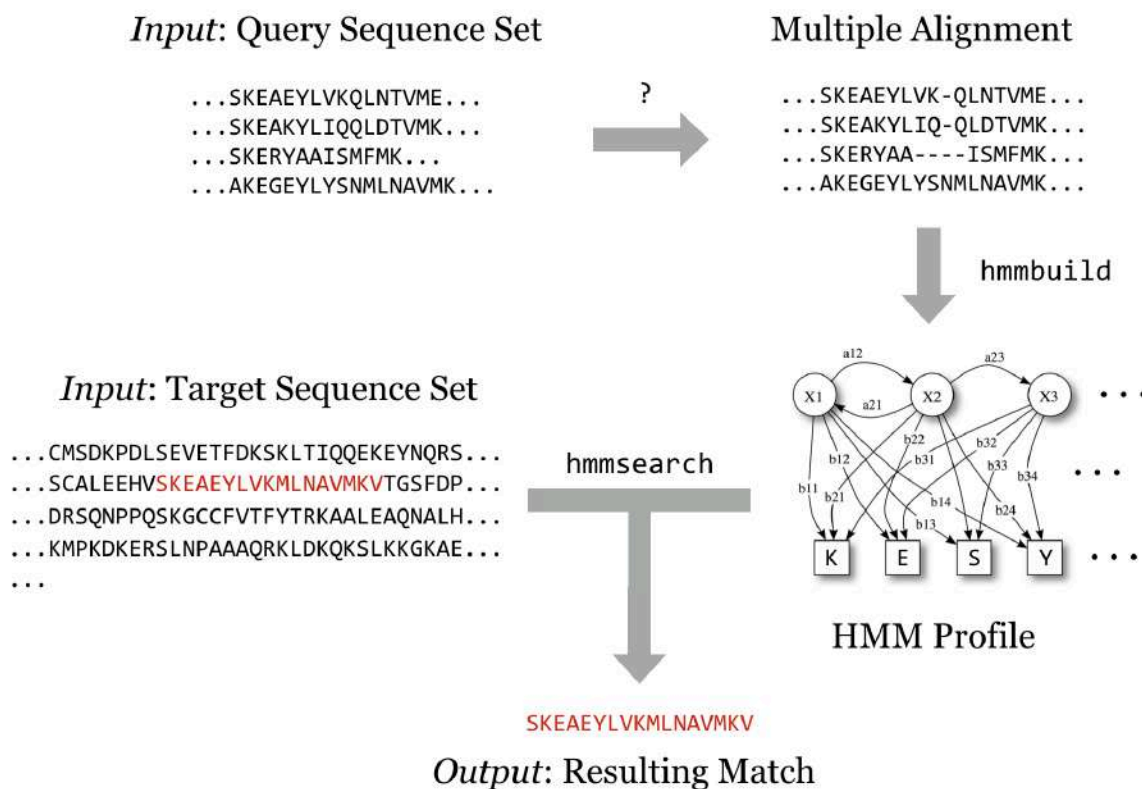 Input: Query Sequence Set
Multiple Alignment
...SKEAEYLVKQLNTVME...
...SKEAKYLIQQLDTVMK...
...SKERYAAISMFMK...
...AKEGEYLYSNMLNAVMK...
?
...SKEAEYLVK-QLNTVME...
...SKEAKYLIQ-QLDTVMK...
...SKERYAA----ISMFMK...
...AKEGEYLYSNMLNAVMK...
hmmbuild
Input: Target Sequence Set
...CMSDKPDLSEVETFDKSKLTIQQEKEYNQRS...
...SCALEEHVSKEAEYLVKMLNAVMKVTGSFDP...
...DRSQNPPQSKGCCFVTFYTRKAALEAQNALH...
...KMPKDKERSLNPAAAQRKLDKQKSLKKGKAE...
...
hmmsearch
a12
a23
X1
X2
X3
...
a21
b22
b32
b12
b31
b33
b34
...
b11
b21
b14
b24
b13
K
E
S
Y
...
HMM Profile
SKEAEYLVKMLNAVMKV
Output: Resulting Match